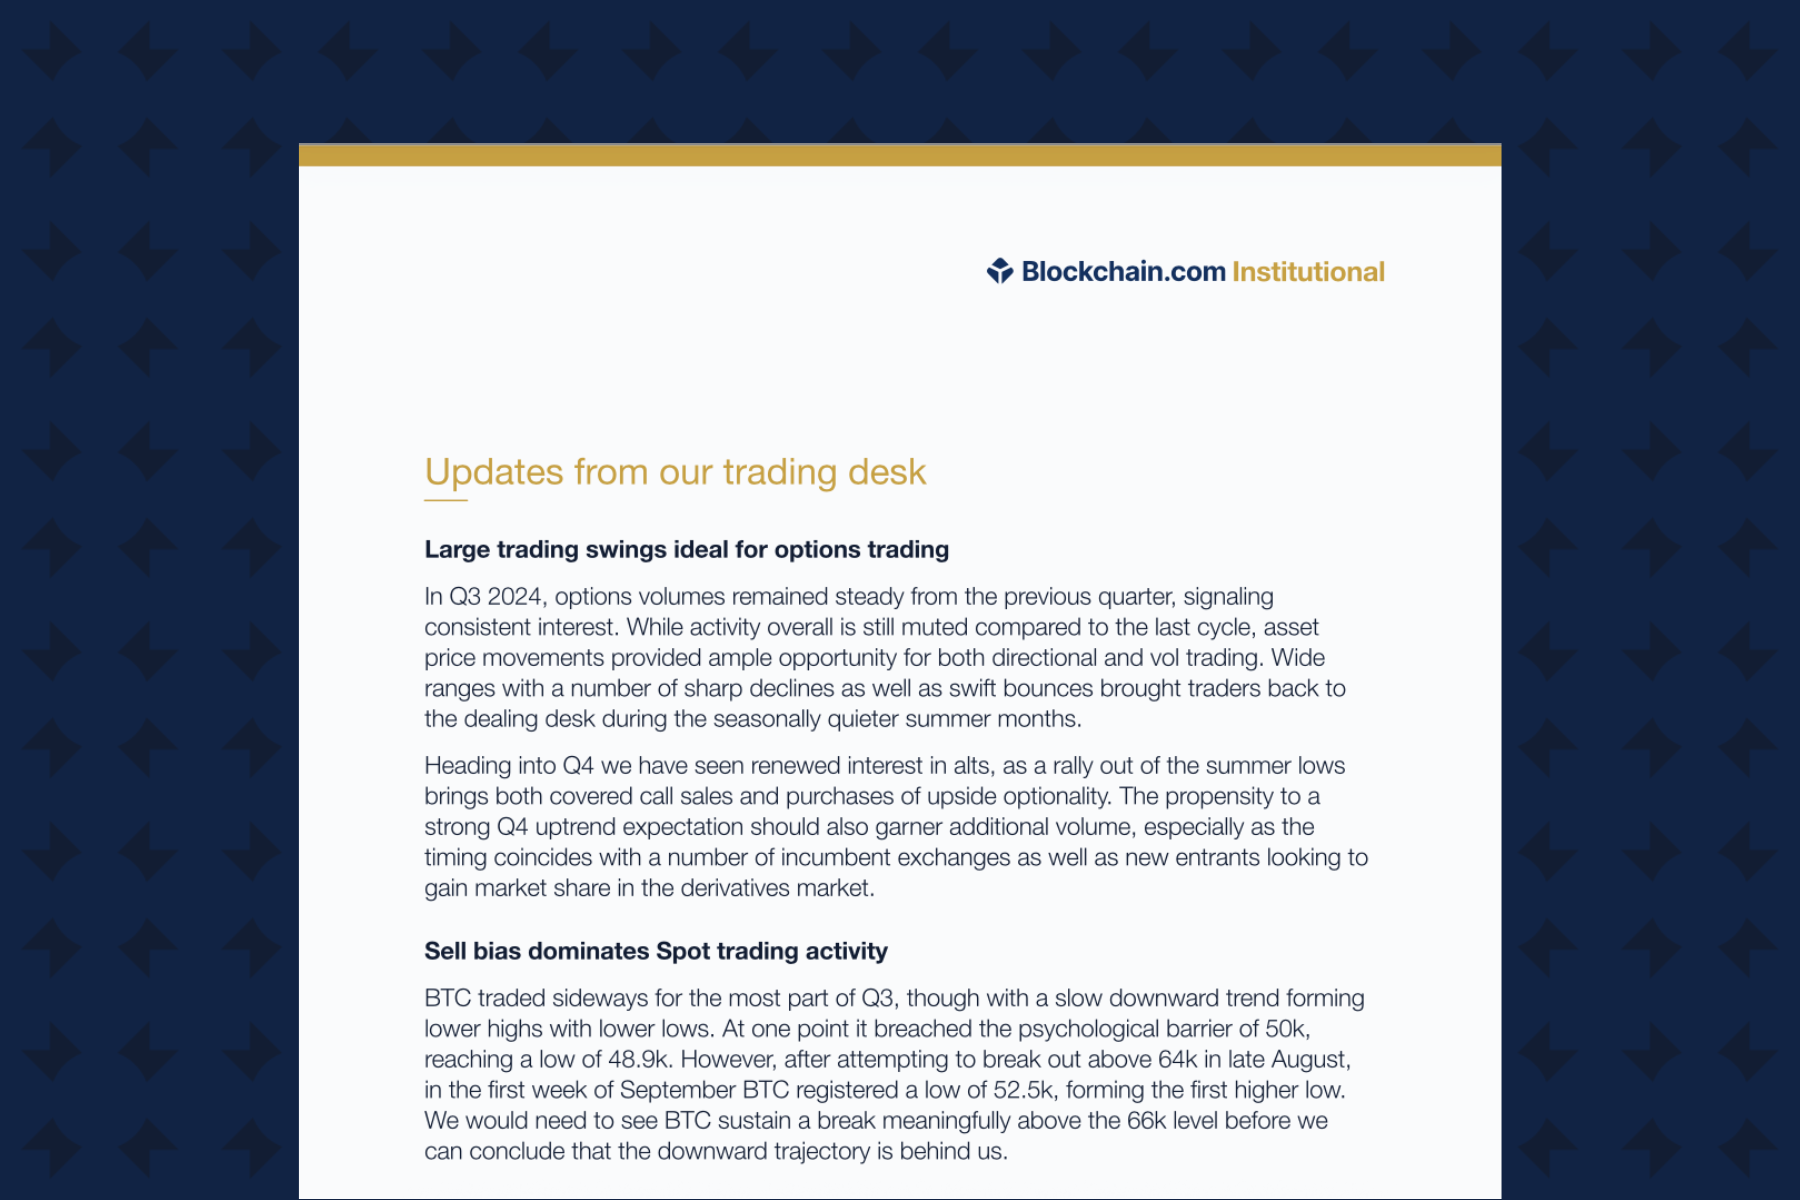 Blockchain.com Institutional
Updates from our trading desk
Large trading swings ideal for options trading
In Q3 2024, options volumes remained steady from the previous quarter, signaling
consistent interest. While activity overall is still muted compared to the last cycle, asset
price movements provided ample opportunity for both directional and vol trading. Wide
ranges with a number of sharp declines as well as swift bounces brought traders back to
the dealing desk during the seasonally quieter summer months.
Heading into Q4 we have seen renewed interest in alts, as a rally out of the summer lows
brings both covered call sales and purchases of upside optionality. The propensity to a
strong Q4 uptrend expectation should also garner additional volume, especially as the
timing coincides with a number of incumbent exchanges as well as new entrants looking to
gain market share in the derivatives market.
Sell bias dominates Spot trading activity
BTC traded sideways for the most part of Q3, though with a slow downward trend forming
lower highs with lower lows. At one point it breached the psychological barrier of 50k,
reaching a low of 48.9k. However, after attempting to break out above 64k in late August,
in the first week of September BTC registered a low of 52.5k, forming the first higher low.
We would need to see BTC sustain a break meaningfully above the 66k level before we
can conclude that the downward trajectory is behind us.